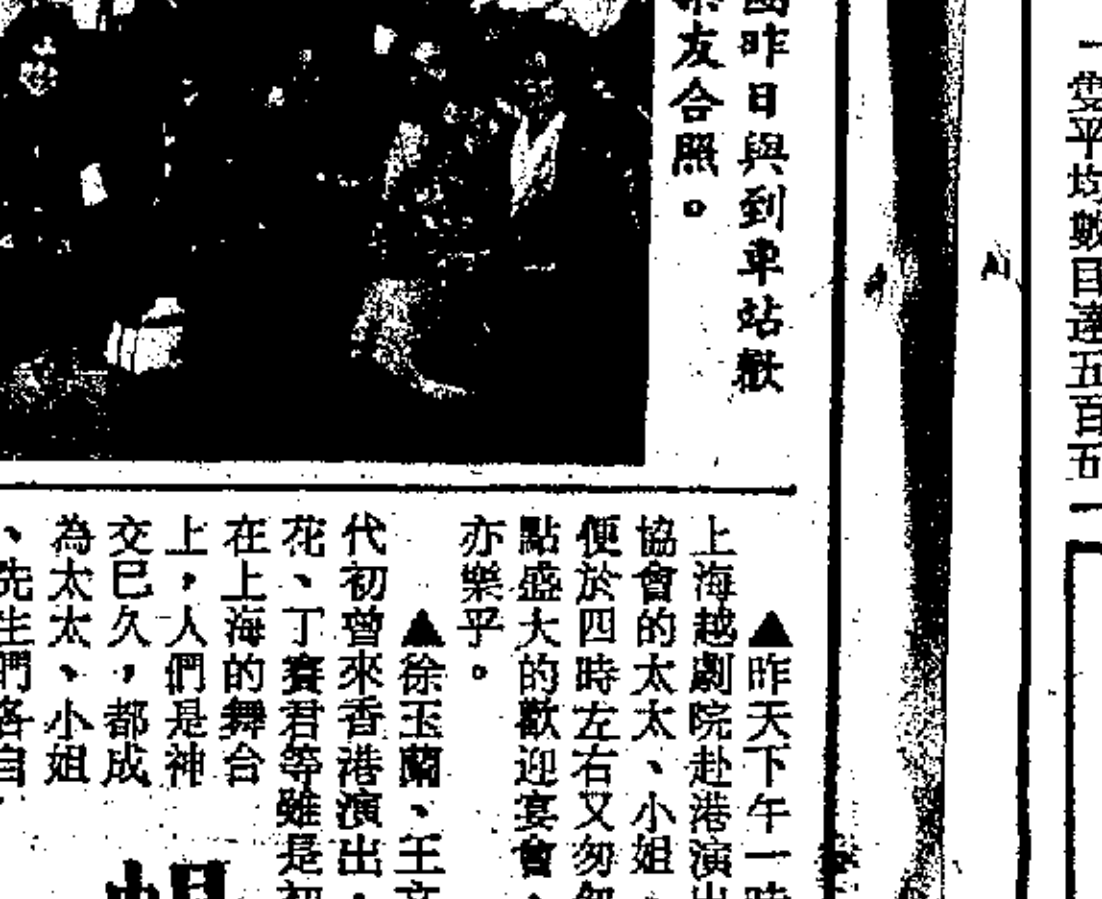 一雙平均數目達五百五一
昨日與到車站歡
友合照。
▲昨天下午一時
上海越劇院赴港演出
協會的太太、小姐
便於四時左右又匆匆
點盛大的歡迎宴會、
亦樂乎。
▲徐玉蘭、王文
代初曾來香港演出,
花、丁賽君等雖是初
在上海的舞台
上,人們是神
交已久,都成
為太太、小姐
、先生們各自